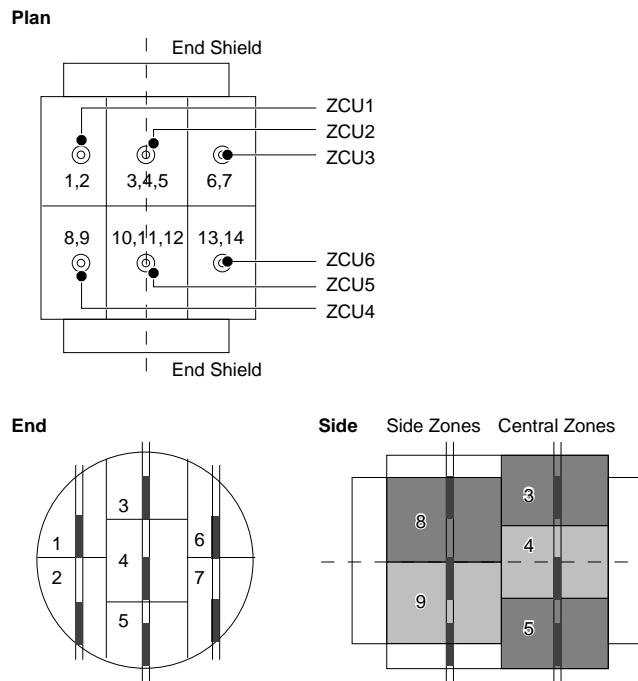 Plan
End Shield
ZCU1
ZCU2
ZCU3
1,2 3,4,5 6,7
8,9 10,11,12 13,14
ZCU6
ZCU5
ZCU4
End Shield
End
3
1
6
4
2
7
5
Side Side Zones Central Zones
3
8
4
9
5